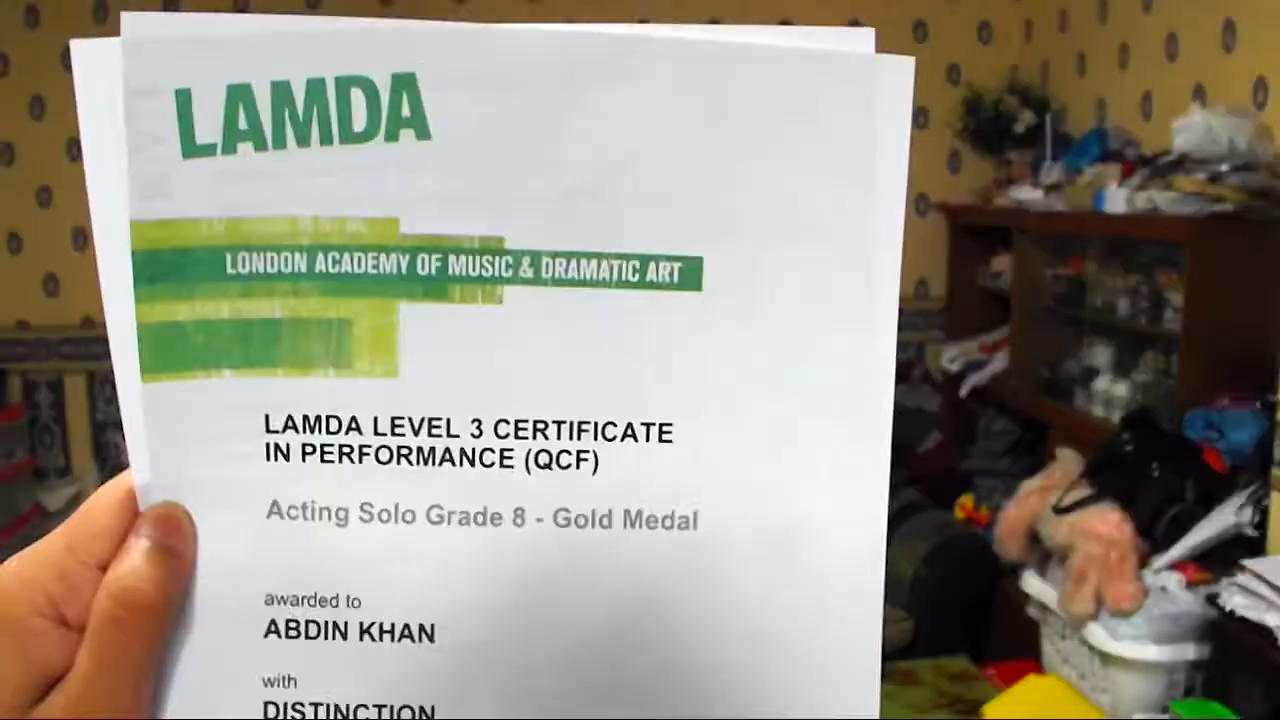 LAMDA
LONDON ACADEMY OF MUSIC & DRAMATIC ART
LAMDA LEVEL 3 CERTIFICATE
IN PERFORMANCE (QCF)
Acting Solo Grade 8 - Gold Medal
awarded to
ABDIN KHAN
with
DISTINCTION